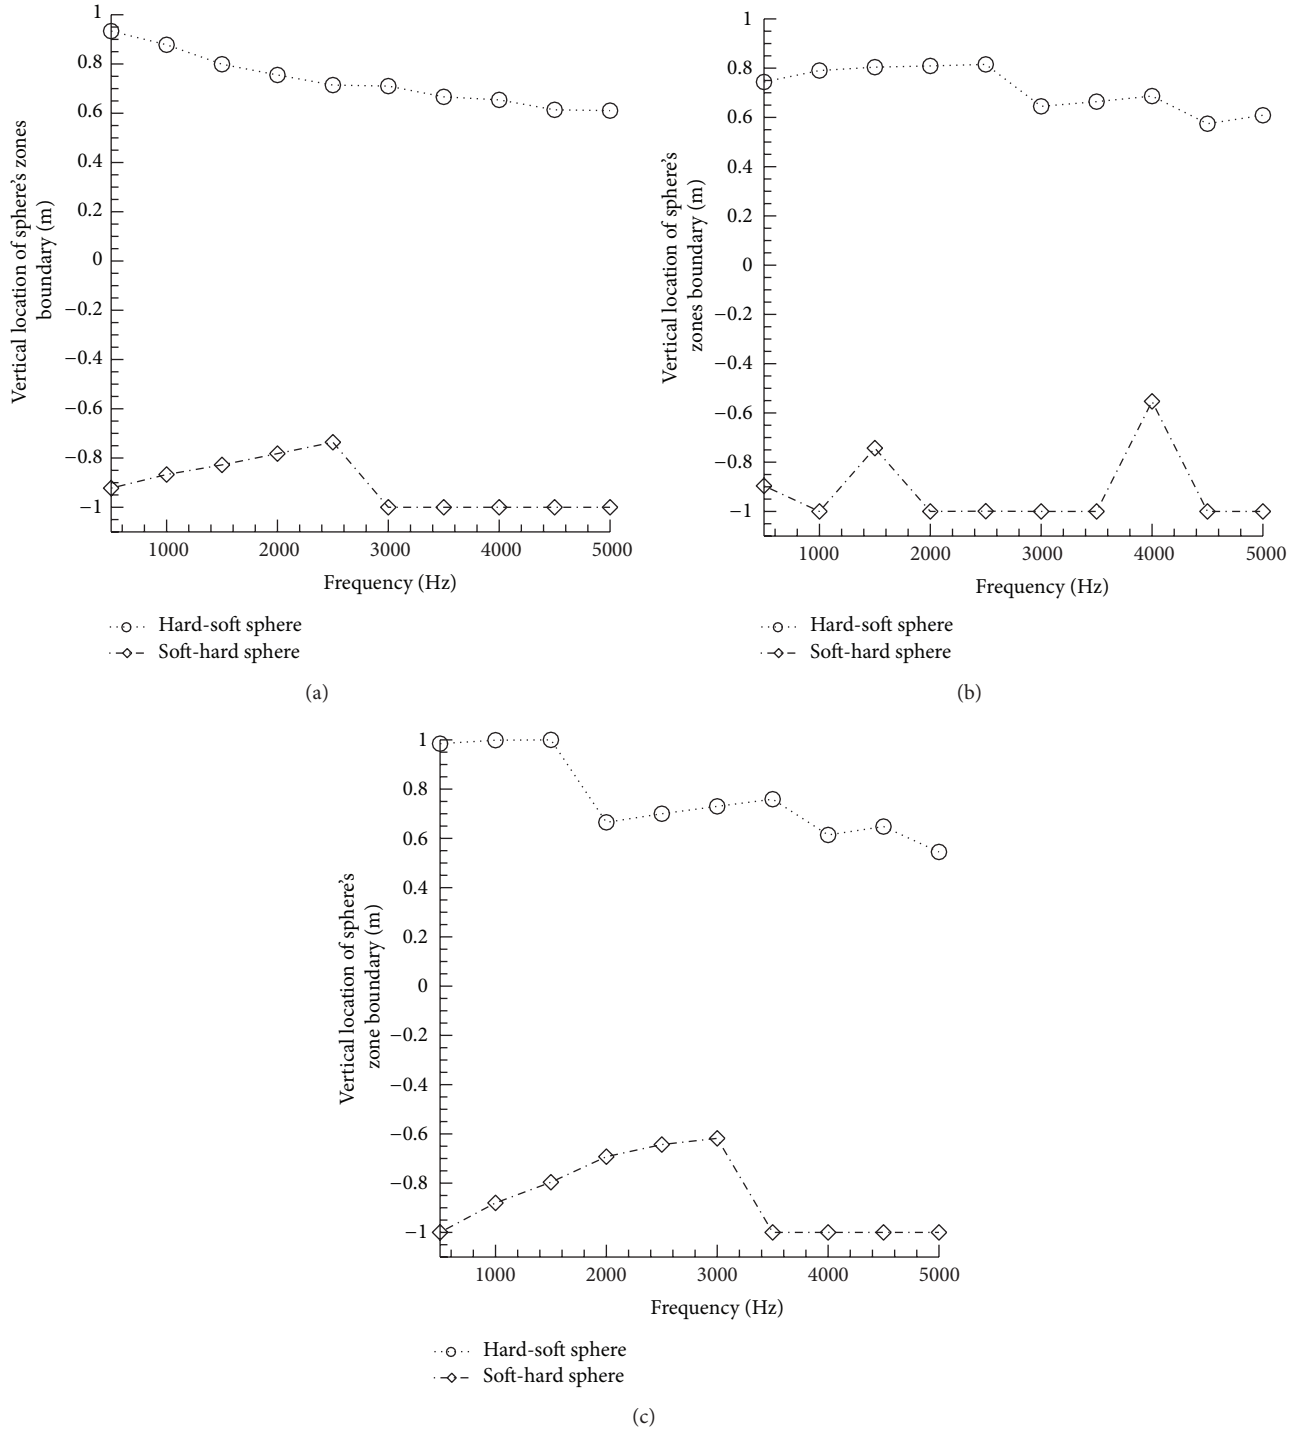 1
0.8
0.6
0.4
0.2
0
−0.2
−0.4
−0.6
−0.8
−1
Vertical location of sphere's zones
boundary (m)
1000
2000
3000
4000
5000
Frequency (Hz)
Hard-soft sphere
Soft-hard sphere
(a)
1
0.8
0.6
0.4
0.2
0
−0.2
−0.4
−0.6
−0.8
−1
Vertical location of sphere's
zones boundary (m)
1000
2000
3000
4000
5000
Frequency (Hz)
Hard-soft sphere
Soft-hard sphere
(b)
1
0.8
0.6
0.4
0.2
0
−0.2
−0.4
−0.6
−0.8
−1
Vertical location of sphere's
zone boundary (m)
1000
2000
3000
4000
5000
Frequency (Hz)
Hard-soft sphere
Soft-hard sphere
(c)